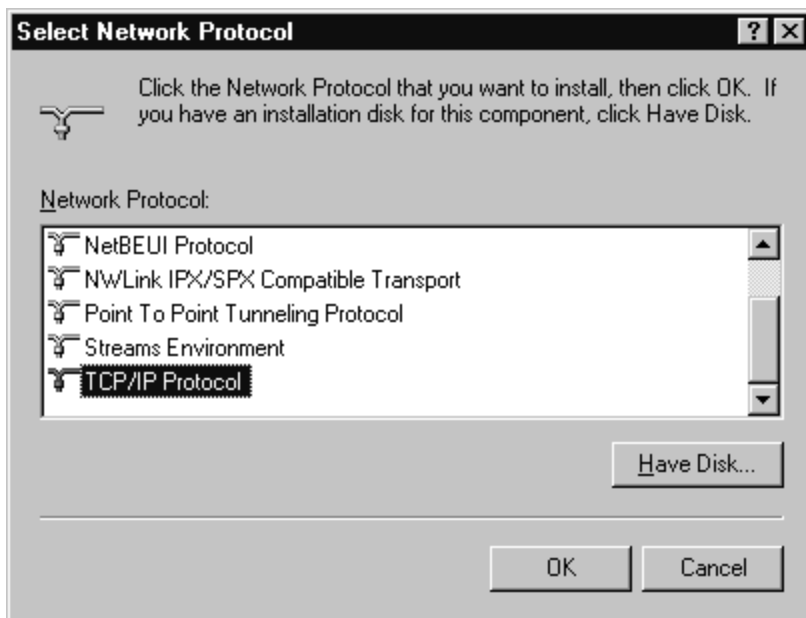 Select Network Protocol
Click the Network Protocol that you want to install, then click OK. If
you have an installation disk for this component, click Have Disk.
Network Protocol:
NetBEUI Protocol
NWLink IPX/SPX Compatible Transport
Point To Point Tunneling Protocol
Streams Environment
TCP/IP Protocol
Have Disk...
OK
Cancel